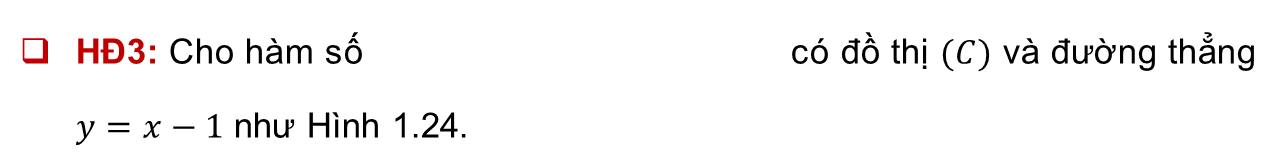 ❑ HĐ3: Cho hàm số có đồ thị (C) và đường thẳng
y = x − 1 như Hình 1.24.